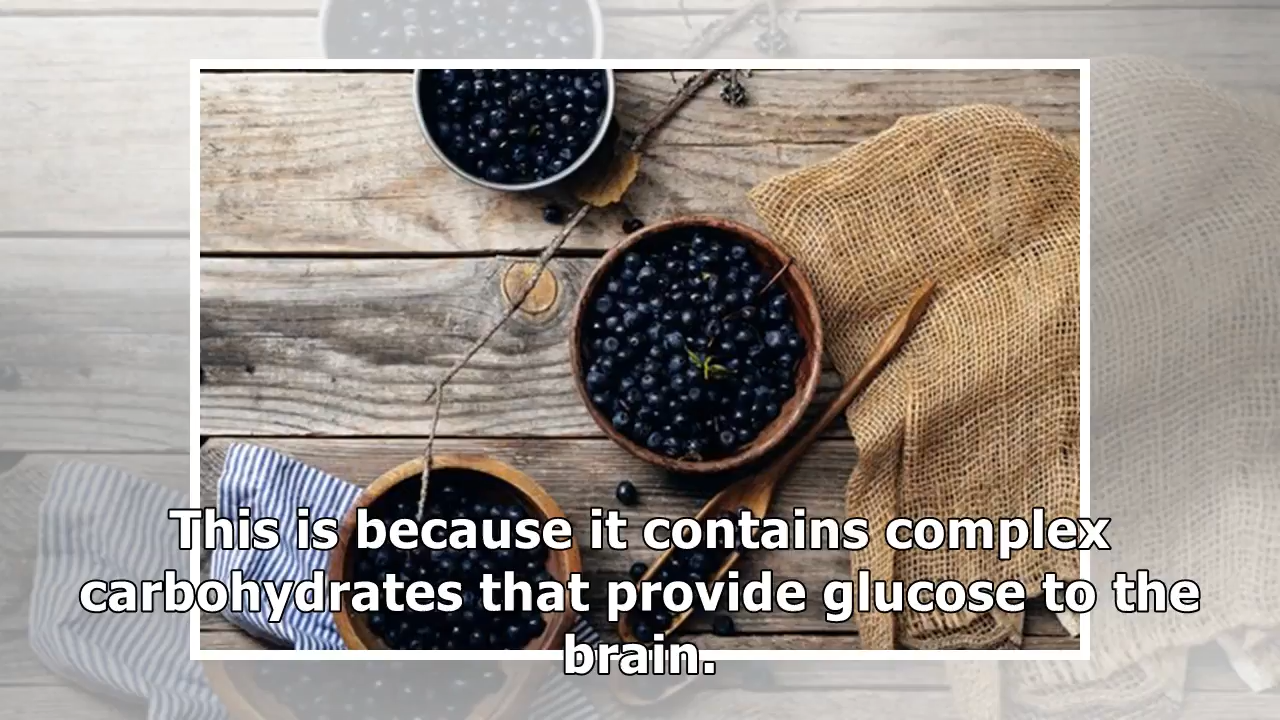 This is because it contains complex
carbohydrates that provide glucose to the
brain.